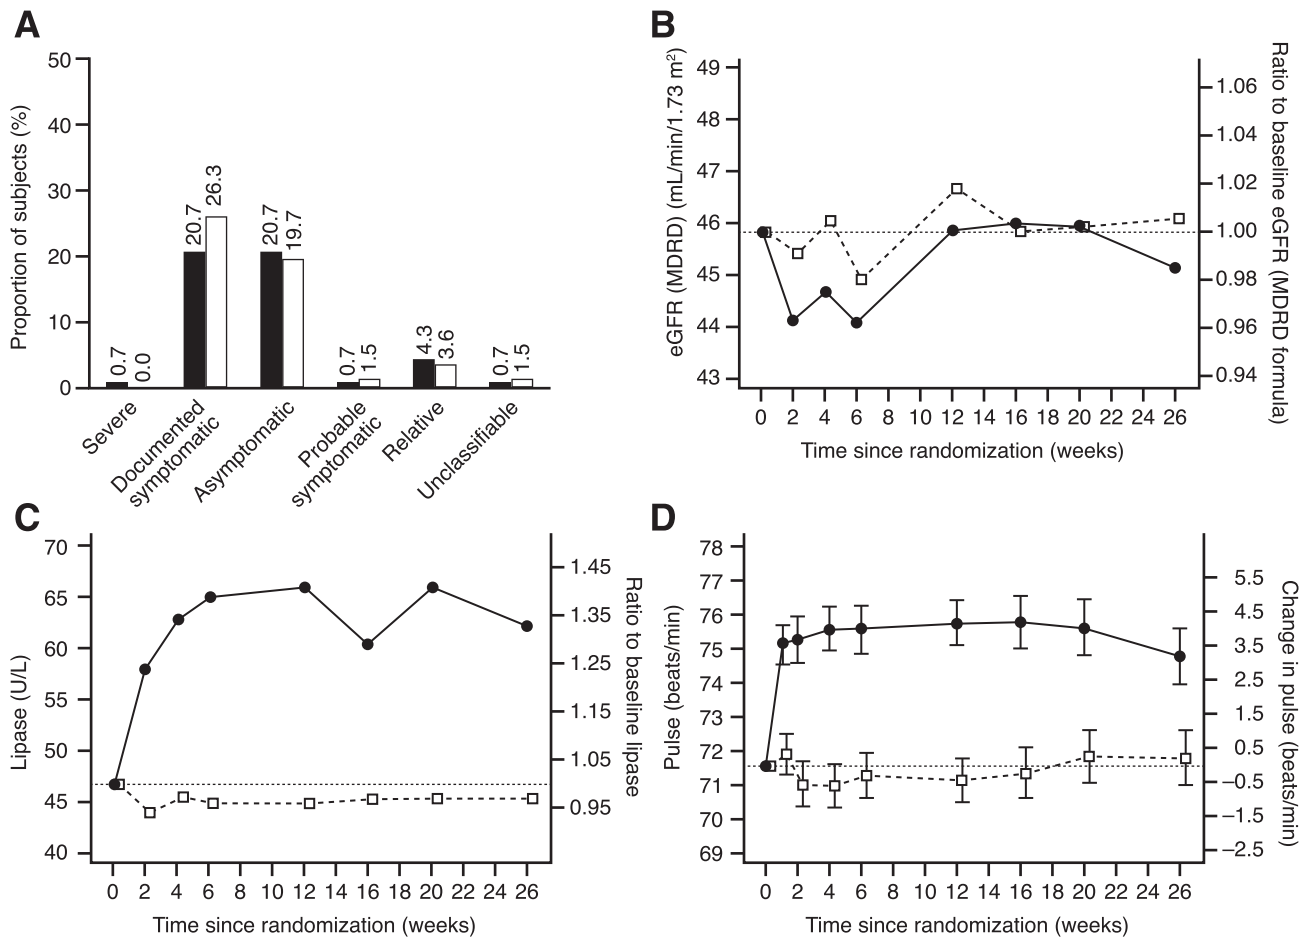 A
Proportion of subjects (%)
50
40
30
20
10
0
0.7
0.0
20.7
26.3
20.7
19.7
0.7
1.5
4.3
3.6
0.7
1.5
Severe
Documented
symptomatic
Asymptomatic
Probable
symptomatic
Relative
Unclassifiable
B
eGFR (MDRD) (mL/min/1.73 m²)
49
48
47
46
45
44
43
1.06
1.04
1.02
1.00
0.98
0.96
0.94
Ratio to baseline eGFR (MDRD formula)
0 2 4 6 8 10 12 14 16 18 20 22 24 26
Time since randomization (weeks)
C
Lipase (U/L)
70
65
60
55
50
45
40
1.45
1.35
1.25
1.15
1.05
0.95
Ratio to baseline lipase
0 2 4 6 8 10 12 14 16 18 20 22 24 26
Time since randomization (weeks)
D
Pulse (beats/min)
78
77
76
75
74
73
72
71
70
69
5.5
4.5
3.5
2.5
1.5
0.5
−0.5
−1.5
−2.5
Change in pulse (beats/min)
0 2 4 6 8 10 12 14 16 18 20 22 24 26
Time since randomization (weeks)